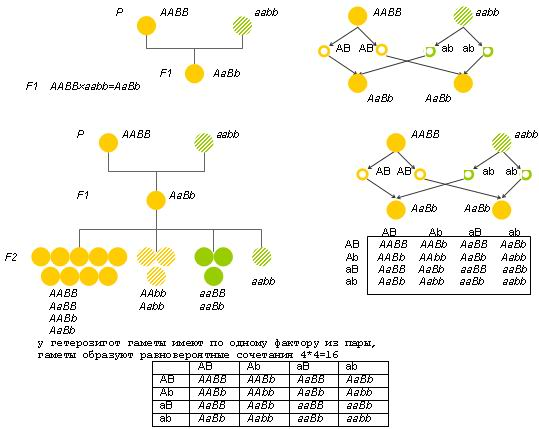 P AABB aabb
F1 AaBb
F1 AABB×aabb=AaBb
AABB aabb
AB AB ab ab
AaBb AaBb
P AABB aabb
F1 AaBb
F2
AABB AAbb aaBB aabb
AaBB Aabb aaBb
AABb
AaBb
AABB aabb
AB AB ab ab
AaBb AaBb
AB Ab aB ab
AB AABB AABb AaBB AaBb
Ab AABb AAbb AaBb Aabb
aB AaBB AaBb aaBB aaBb
ab AaBb Aabb aaBb aabb
у гетерозигот гаметы имеют по одному фактору из пары,
гаметы образуют равновероятные сочетания 4*4=16
AB Ab aB ab
AB AABB AABb AaBB AaBb
Ab AABb AAbb AaBb Aabb
aB AaBB AaBb aaBB aaBb
ab AaBb Aabb aaBb aabb